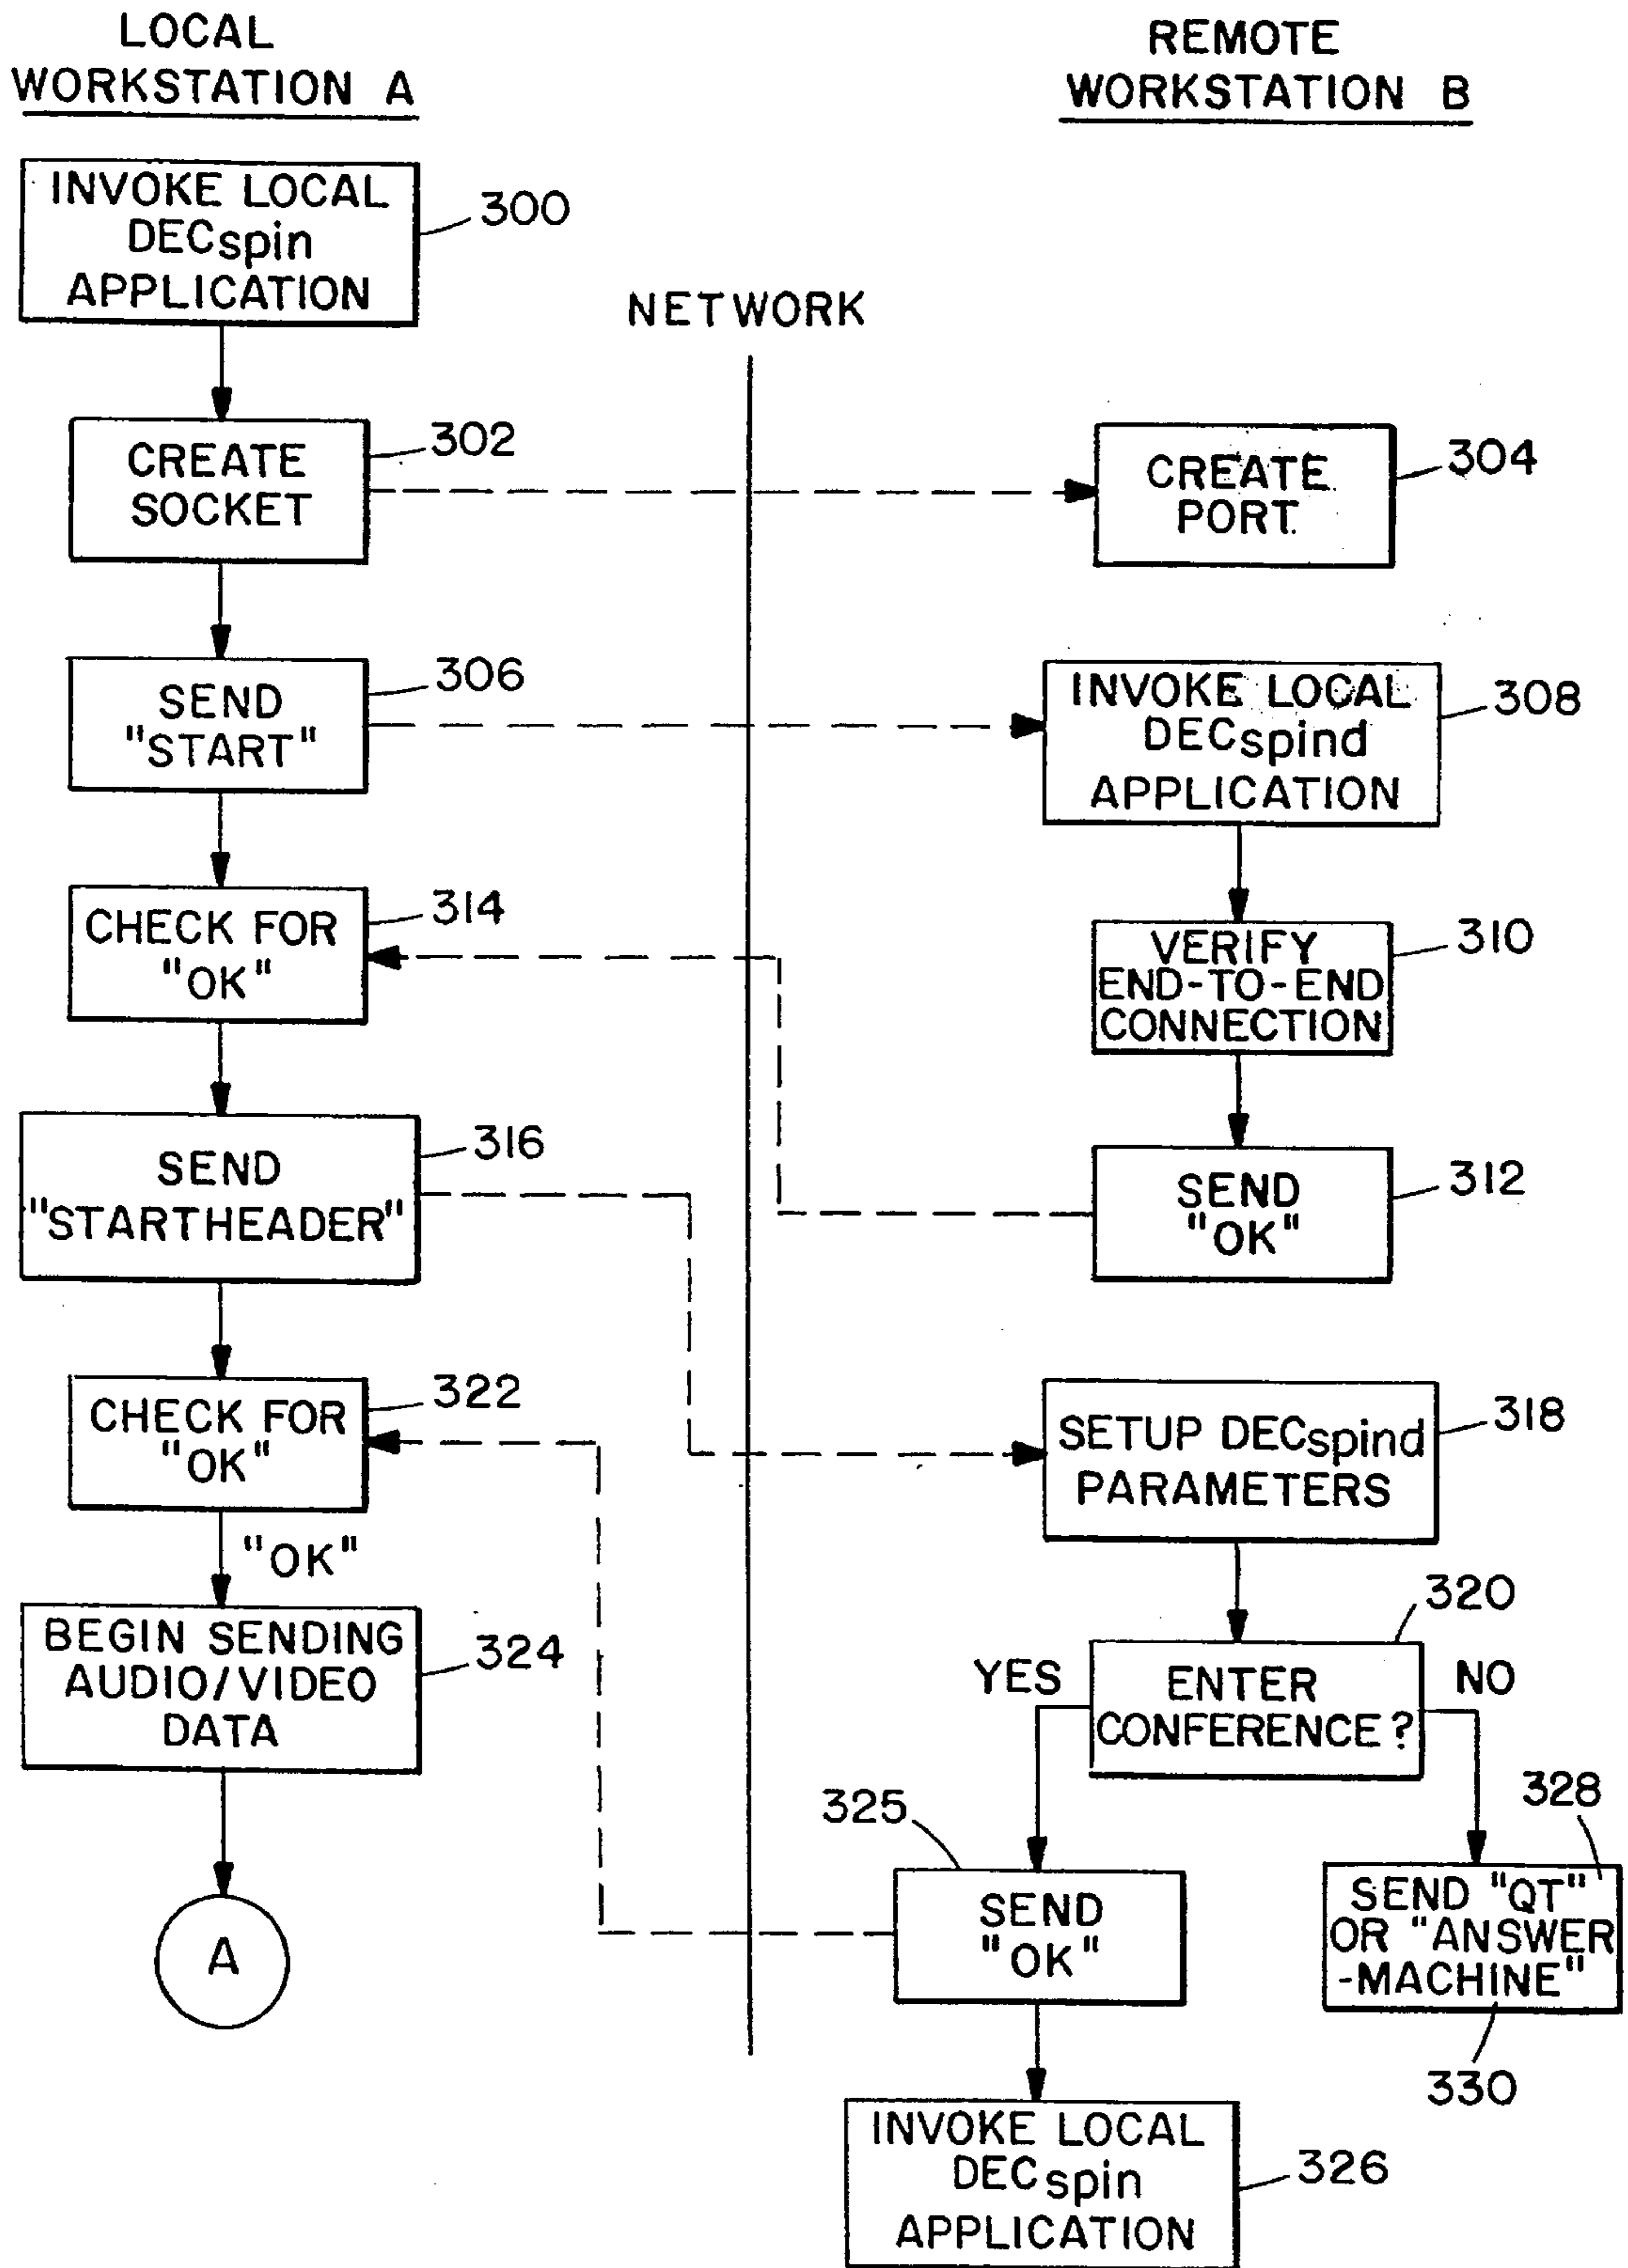 LOCAL
WORKSTATION A
REMOTE
WORKSTATION B
INVOKE LOCAL
DECspin
APPLICATION
300
NETWORK
CREATE
SOCKET
302
CREATE
PORT
304
SEND
"START"
306
INVOKE LOCAL
DECspind
APPLICATION
308
CHECK FOR
"OK"
314
VERIFY
END-TO-END
CONNECTION
310
SEND
"STARTHEADER"
316
SEND
"OK"
312
CHECK FOR
"OK"
322
SETUP DECspind
PARAMETERS
318
"OK"
BEGIN SENDING
AUDIO/VIDEO
DATA
324
320
YES
ENTER
CONFERENCE?
NO
325
328
SEND
"OK"
SEND "QT"
OR "ANSWER
-MACHINE"
330
A
INVOKE LOCAL
DECspin
APPLICATION
326